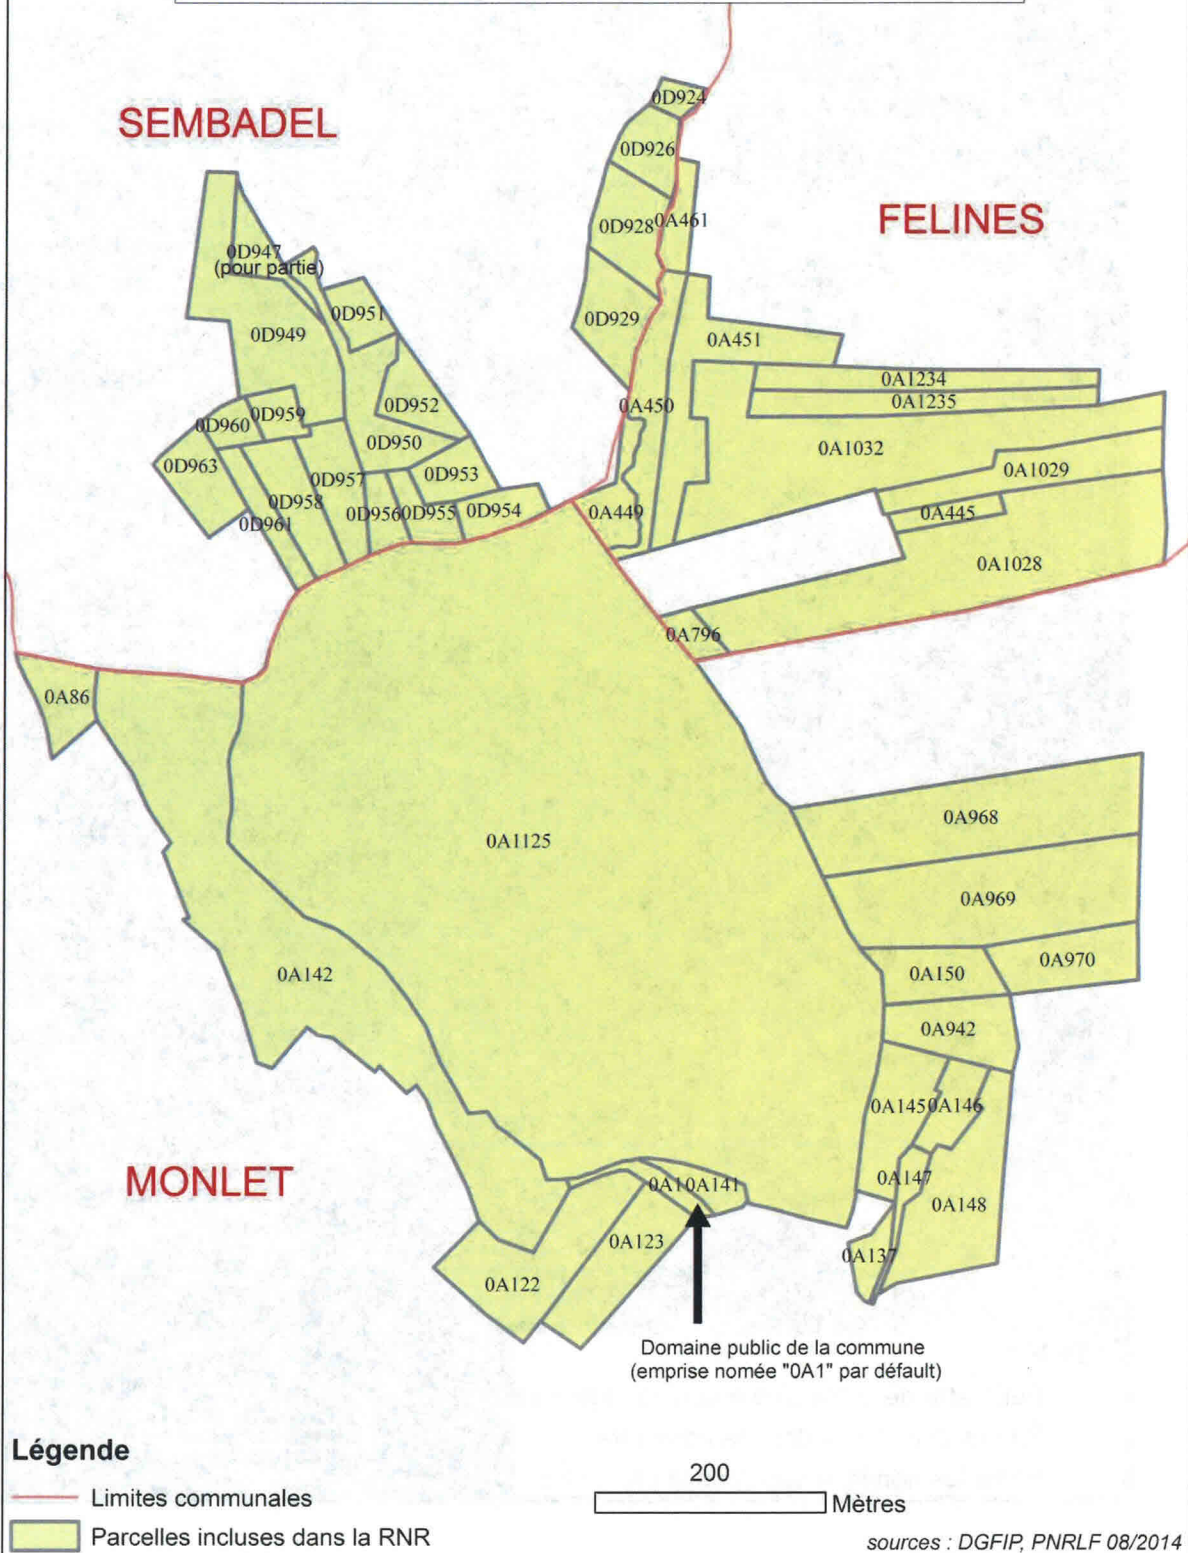 SEMBADEL
FELINES
0D924
0D926
0D928
0A461
0D929
0D947
(pour partie)
0D951
0D949
0A451
0A1234
0A1235
0D952
0A450
0D959
0D960
0D950
0A1032
0D963
0D957
0D953
0A1029
0D958
0D961
0D956
0D955
0D954
0A449
0A445
0A1028
0A796
0A86
0A968
0A1125
0A969
0A142
0A150
0A970
0A942
0A145
0A146
MONLET
0A1
0A141
0A147
0A148
0A123
0A137
0A122
Domaine public de la commune
(emprise nomée "0A1" par défault)
Légende
200
Limites communales
Mètres
Parcelles incluses dans la RNR
sources : DGFIP, PNRLF 08/2014